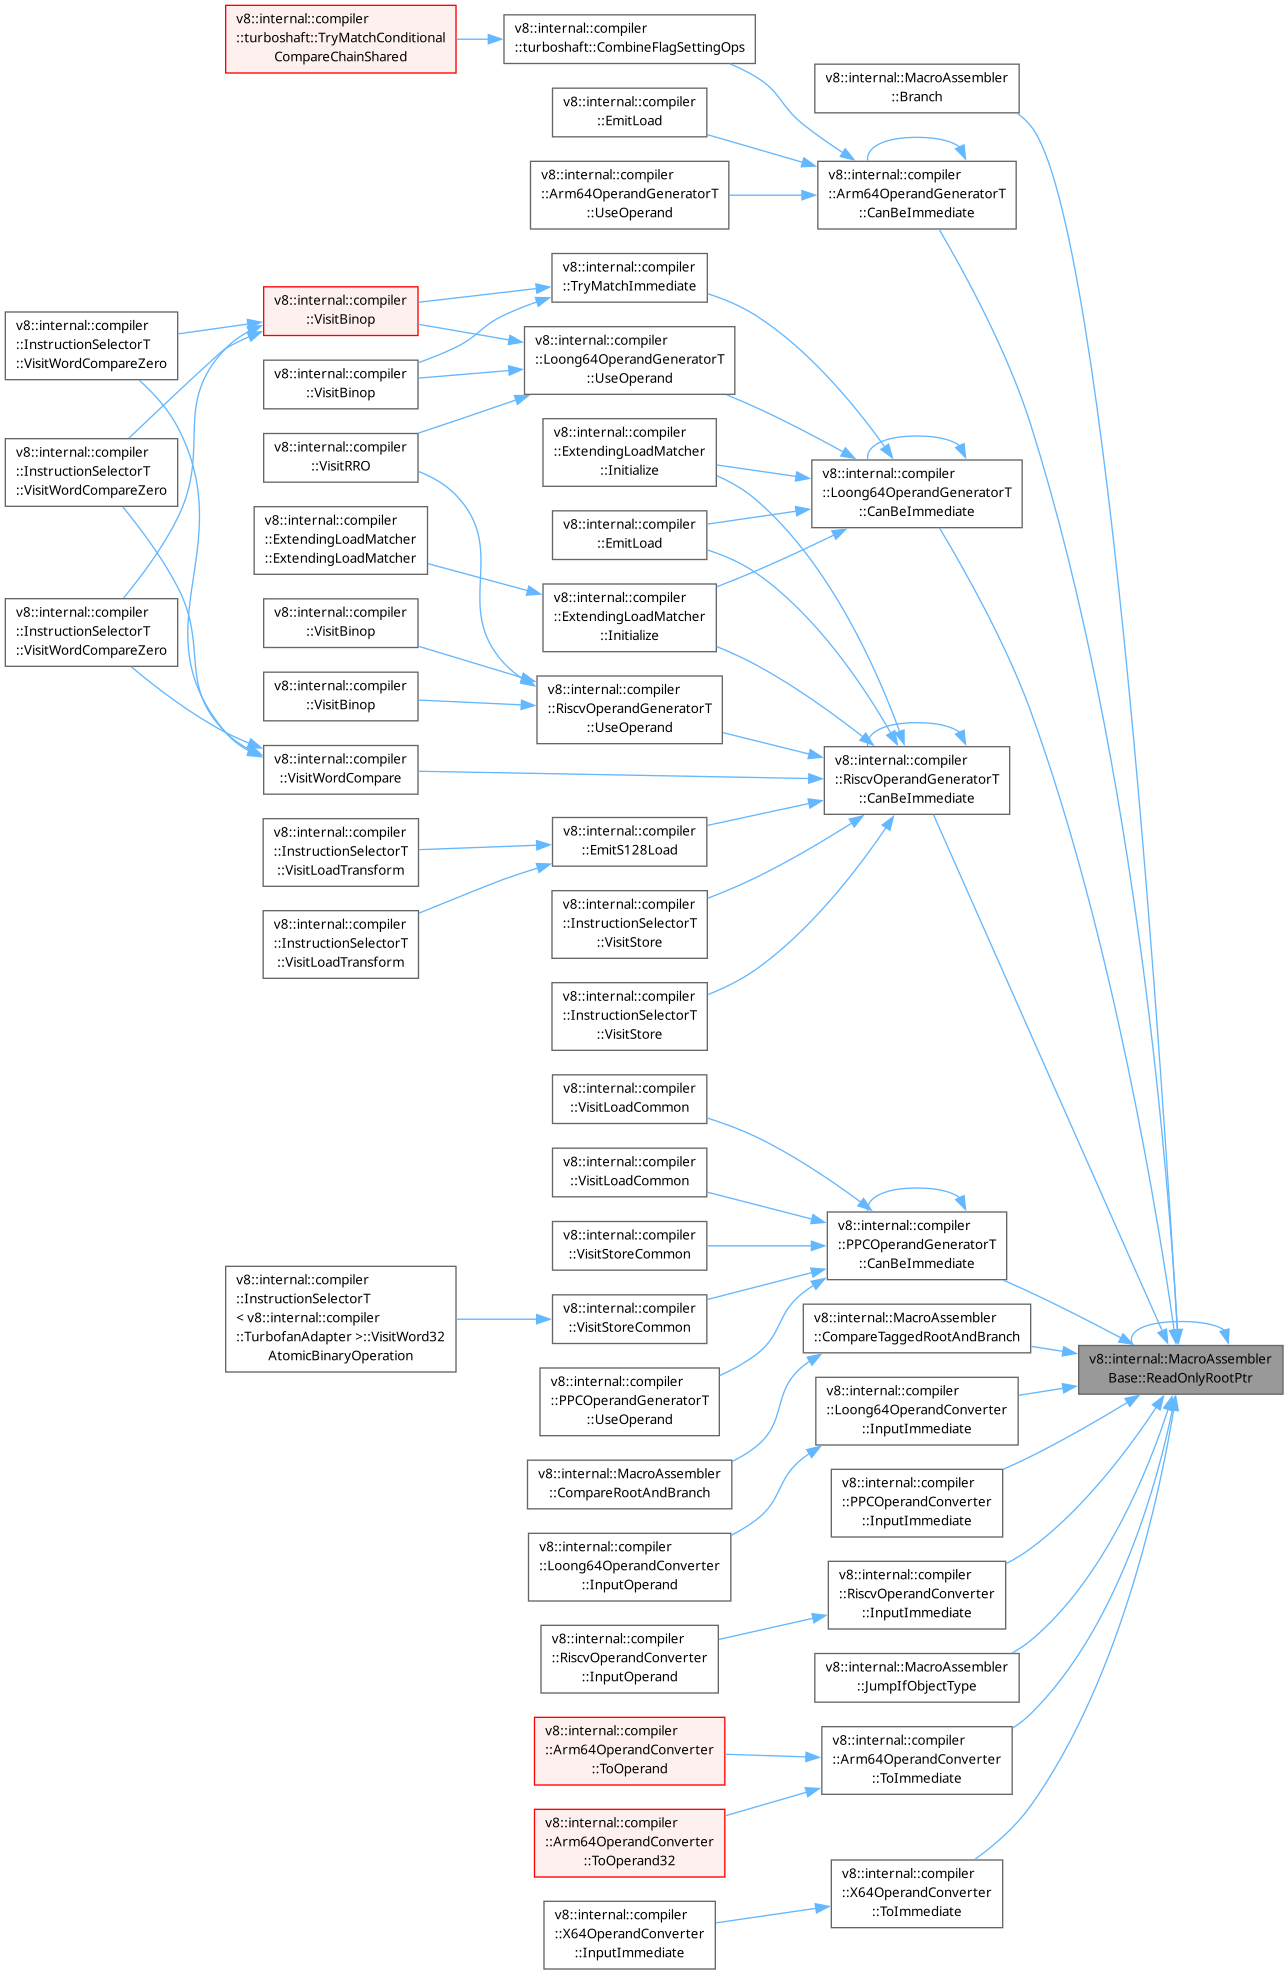 v8::internal::compiler
::turboshaft::TryMatchConditional
CompareChainShared
v8::internal::compiler
::turboshaft::CombineFlagSettingOps
v8::internal::MacroAssembler
::Branch
v8::internal::compiler
::EmitLoad
v8::internal::compiler
::Arm64OperandGeneratorT
::UseOperand
v8::internal::compiler
::Arm64OperandGeneratorT
::CanBeImmediate
v8::internal::compiler
::TryMatchImmediate
v8::internal::compiler
::VisitBinop
v8::internal::compiler
::InstructionSelectorT
::VisitWordCompareZero
v8::internal::compiler
::Loong64OperandGeneratorT
::UseOperand
v8::internal::compiler
::VisitBinop
v8::internal::compiler
::VisitRRO
v8::internal::compiler
::ExtendingLoadMatcher
::Initialize
v8::internal::compiler
::InstructionSelectorT
::VisitWordCompareZero
v8::internal::compiler
::Loong64OperandGeneratorT
::CanBeImmediate
v8::internal::compiler
::ExtendingLoadMatcher
::ExtendingLoadMatcher
v8::internal::compiler
::EmitLoad
v8::internal::compiler
::InstructionSelectorT
::VisitWordCompareZero
v8::internal::compiler
::VisitBinop
v8::internal::compiler
::ExtendingLoadMatcher
::Initialize
v8::internal::compiler
::VisitBinop
v8::internal::compiler
::RiscvOperandGeneratorT
::UseOperand
v8::internal::compiler
::VisitWordCompare
v8::internal::compiler
::RiscvOperandGeneratorT
::CanBeImmediate
v8::internal::compiler
::InstructionSelectorT
::VisitLoadTransform
v8::internal::compiler
::EmitS128Load
v8::internal::compiler
::InstructionSelectorT
::VisitLoadTransform
v8::internal::compiler
::InstructionSelectorT
::VisitStore
v8::internal::compiler
::InstructionSelectorT
::VisitStore
v8::internal::compiler
::VisitLoadCommon
v8::internal::compiler
::VisitLoadCommon
v8::internal::compiler
::VisitStoreCommon
v8::internal::compiler
::PPCOperandGeneratorT
::CanBeImmediate
v8::internal::compiler
::InstructionSelectorT
< v8::internal::compiler
::TurbofanAdapter >::VisitWord32
AtomicBinaryOperation
v8::internal::compiler
::VisitStoreCommon
v8::internal::MacroAssembler
::CompareTaggedRootAndBranch
v8::internal::MacroAssembler
Base::ReadOnlyRootPtr
v8::internal::compiler
::PPCOperandGeneratorT
::UseOperand
v8::internal::compiler
::Loong64OperandConverter
::InputImmediate
v8::internal::MacroAssembler
::CompareRootAndBranch
v8::internal::compiler
::PPCOperandConverter
::InputImmediate
v8::internal::compiler
::Loong64OperandConverter
::InputOperand
v8::internal::compiler
::RiscvOperandConverter
::InputImmediate
v8::internal::compiler
::RiscvOperandConverter
::InputOperand
v8::internal::MacroAssembler
::JumpIfObjectType
v8::internal::compiler
::Arm64OperandConverter
::ToOperand
v8::internal::compiler
::Arm64OperandConverter
::ToImmediate
v8::internal::compiler
::Arm64OperandConverter
::ToOperand32
v8::internal::compiler
::X64OperandConverter
::ToImmediate
v8::internal::compiler
::X64OperandConverter
::InputImmediate